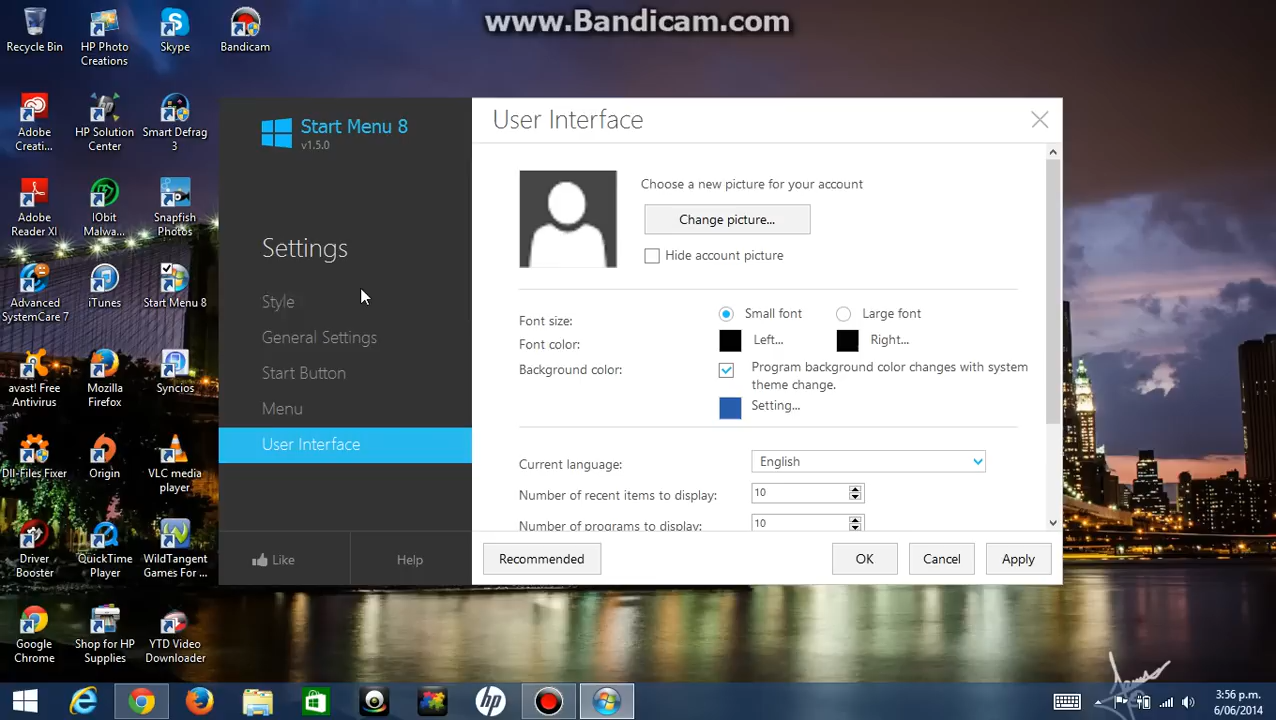 www.Bandicam.com
Recycle Bin
HP Photo
Creations
Skype
Bandicam
Adobe
Creati...
HP Solution
Center
Smart Defrag
3
Adobe
Reader XI
IObit
Malwa...
Snapfish
Photos
Advanced
SystemCare 7
iTunes
Start Menu 8
avast! Free
Antivirus
Mozilla
Firefox
Syncios
Dll-Files Fixer
Origin
VLC media
player
Driver
Booster
QuickTime
Player
WildTangent
Games For...
Google
Chrome
Shop for HP
Supplies
YTD Video
Downloader
Start Menu 8
v1.5.0
Settings
Style
General Settings
Start Button
Menu
User Interface
Like
Help
User Interface
Choose a new picture for your account
Change picture...
Hide account picture
Font size:
Small font
Large font
Font color:
Left...
Right...
Background color:
Program background color changes with system
theme change.
Setting...
Current language:
English
Number of recent items to display:
10
Number of programs to display:
10
Recommended
OK
Cancel
Apply
hp
3:56 p.m.
6/06/2014